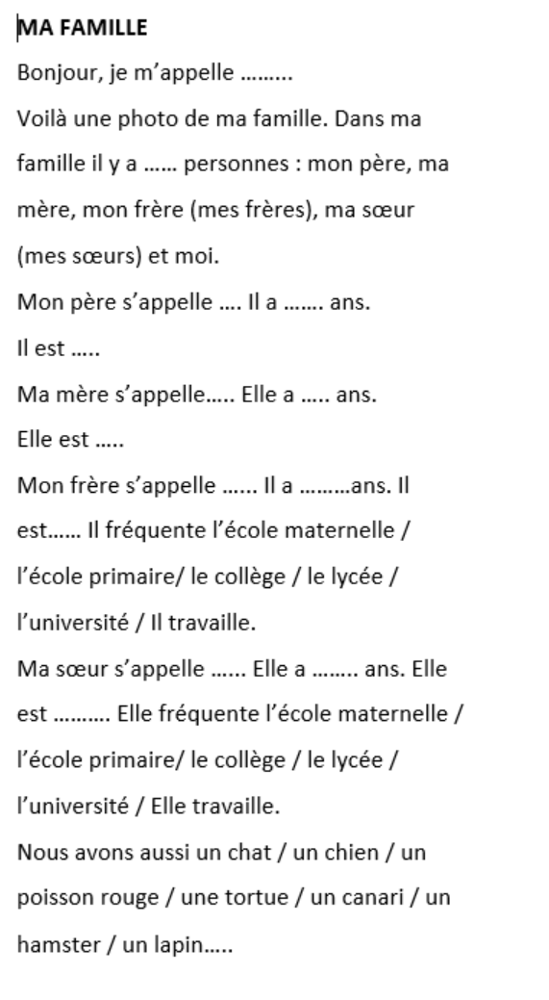 MA FAMILLE
Bonjour, je m’appelle ………
Voilà une photo de ma famille. Dans ma
famille il y a …… personnes : mon père, ma
mère, mon frère (mes frères), ma sœur
(mes sœurs) et moi.
Mon père s’appelle …. Il a ……. ans.
Il est …..
Ma mère s’appelle….. Elle a ….. ans.
Elle est …..
Mon frère s’appelle …... Il a ………ans. Il
est…… Il fréquente l’école maternelle /
l’école primaire/ le collège / le lycée /
l’université / Il travaille.
Ma sœur s’appelle …... Elle a …….. ans. Elle
est ………. Elle fréquente l’école maternelle /
l’école primaire/ le collège / le lycée /
l’université / Elle travaille.
Nous avons aussi un chat / un chien / un
poisson rouge / une tortue / un canari / un
hamster / un lapin…..